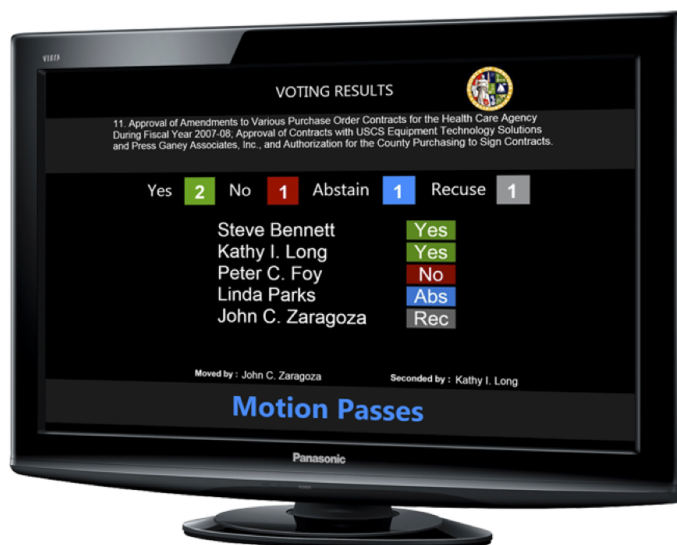 VIERA
VOTING RESULTS
11. Approval of Amendments to Various Purchase Order Contracts for the Health Care Agency
During Fiscal Year 2007-08; Approval of Contracts with USCS Equipment Technology Solutions
and Press Ganey Associates, Inc., and Authorization for the County Purchasing to Sign Contracts.
Yes 2 No 1 Abstain 1 Recuse 1
Steve Bennett Yes
Kathy I. Long Yes
Peter C. Foy No
Linda Parks Abs
John C. Zaragoza Rec
Moved by : John C. Zaragoza Seconded by : Kathy I. Long
Motion Passes
Panasonic